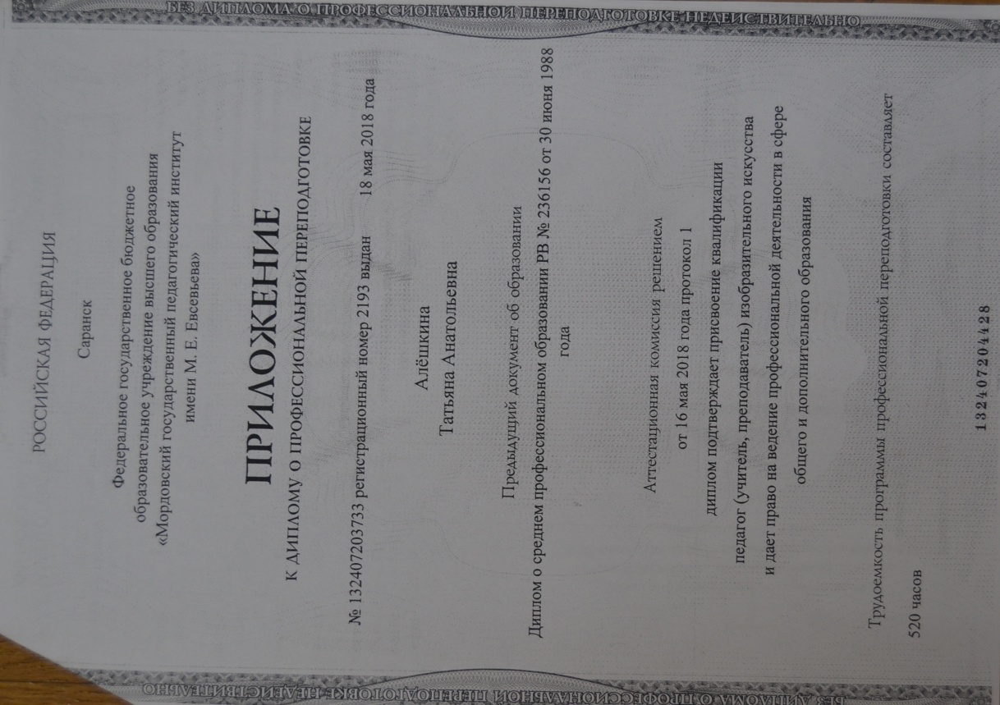 БЕЗ ДИПЛОМА О ПРОФЕССИОНАЛЬНОЙ ПЕРЕПОДГОТОВКЕ НЕДЕЙСТВИТЕЛЬНО
РОССИЙСКАЯ ФЕДЕРАЦИЯ
Саранск
Федеральное государственное бюджетное
образовательное учреждение высшего образования
«Мордовский государственный педагогический институт
имени М. Е. Евсевьева»
ПРИЛОЖЕНИЕ
К ДИПЛОМУ О ПРОФЕССИОНАЛЬНОЙ ПЕРЕПОДГОТОВКЕ
№ 132407203733 регистрационный номер 2193 выдан 18 мая 2018 года
Алёшкина
Татьяна Анатольевна
Предыдущий документ об образовании
Диплом о среднем профессиональном образовании РВ № 236156 от 30 июня 1988
года
Аттестационная комиссия решением
от 16 мая 2018 года протокол 1
диплом подтверждает присвоение квалификации
педагог (учитель, преподаватель) изобразительного искусства
и дает право на ведение профессиональной деятельности в сфере
общего и дополнительного образования
Трудоемкость программы профессиональной переподготовки составляет
520 часов
132407204428
БЕЗ ДИПЛОМА О ПРОФЕССИОНАЛЬНОЙ ПЕРЕПОДГОТОВКЕ НЕДЕЙСТВИТЕЛЬНО